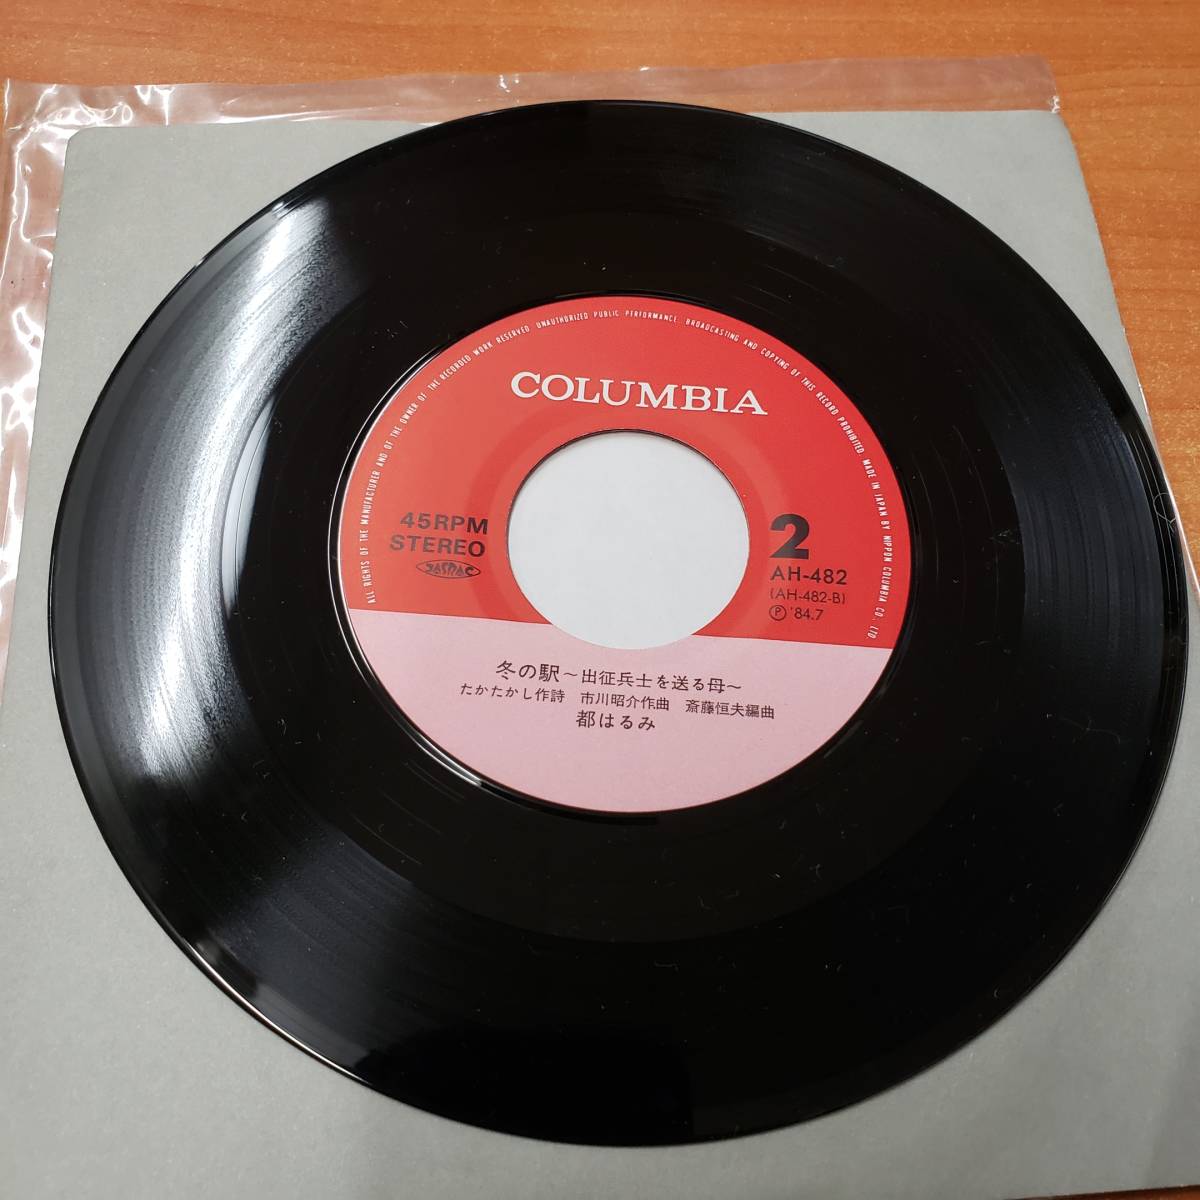 ALL RIGHTS OF THE MANUFACTURER AND OF THE OWNER OF THE RECORDED WORK RESERVED. UNAUTHORIZED PUBLIC PERFORMANCE. BROADCASTING AND COPYING OF THIS RECORD PROHIBITED. MADE IN JAPAN BY NIPPON COLUMBIA CO., LTD
COLUMBIA
45RPM
STEREO
JASRAC
2
AH-482
(AH-482-B)
Ⓟ '84.7
冬の駅～出征兵士を送る母～
たかたかし作詩 市川昭介作曲 斎藤恒夫編曲
都はるみ